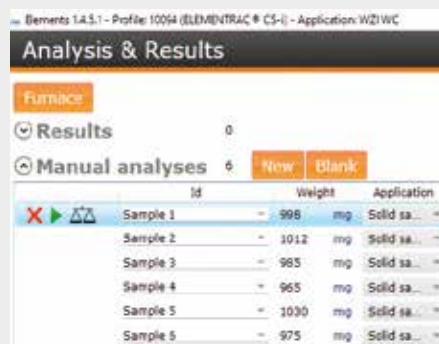 Elements 1.4.5.1 - Profile: 10094 (ELEMENTRAC ® CS-i) - Application: WZI WC
Analysis & Results
Furnace
Results 0
Manual analyses 6 New Blank
Id Weight Application
Sample 1 998 mg Solid sa...
Sample 2 1012 mg Solid sa...
Sample 3 985 mg Solid sa...
Sample 4 965 mg Solid sa...
Sample 5 1030 mg Solid sa...
Sample 6 975 mg Solid sa...